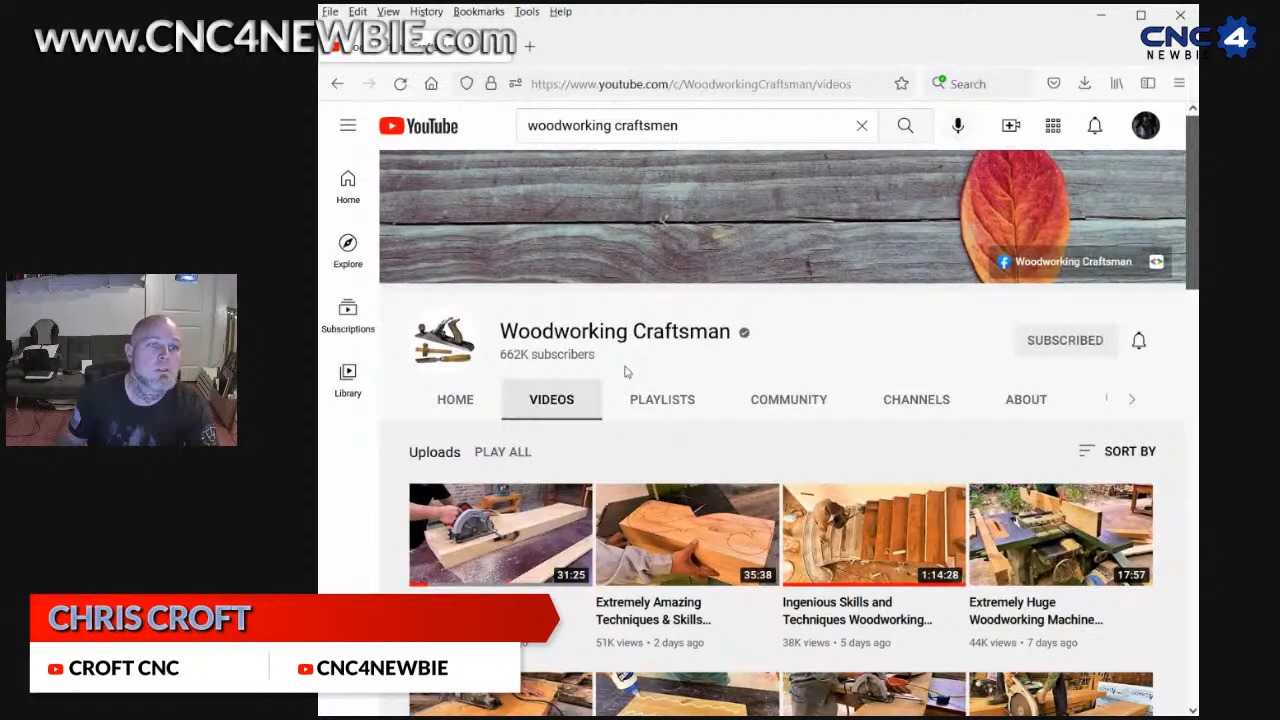 File Edit View History Bookmarks Tools Help
www.CNC4NEWBIE.com
CNC 4
NEWBIE
https://www.youtube.com/c/WoodworkingCraftsman/videos
Search
YouTube
woodworking craftsmen
Home
Explore
Subscriptions
Library
Woodworking Craftsman
Woodworking Craftsman
662K subscribers
SUBSCRIBED
HOME VIDEOS PLAYLISTS COMMUNITY CHANNELS ABOUT
Uploads PLAY ALL
SORT BY
31:25
35:38
1:14:28
17:57
Extremely Amazing
Techniques & Skills...
51K views • 2 days ago
Ingenious Skills and
Techniques Woodworking...
38K views • 5 days ago
Extremely Huge
Woodworking Machine...
44K views • 7 days ago
CHRIS CROFT
CROFT CNC
CNC4NEWBIE